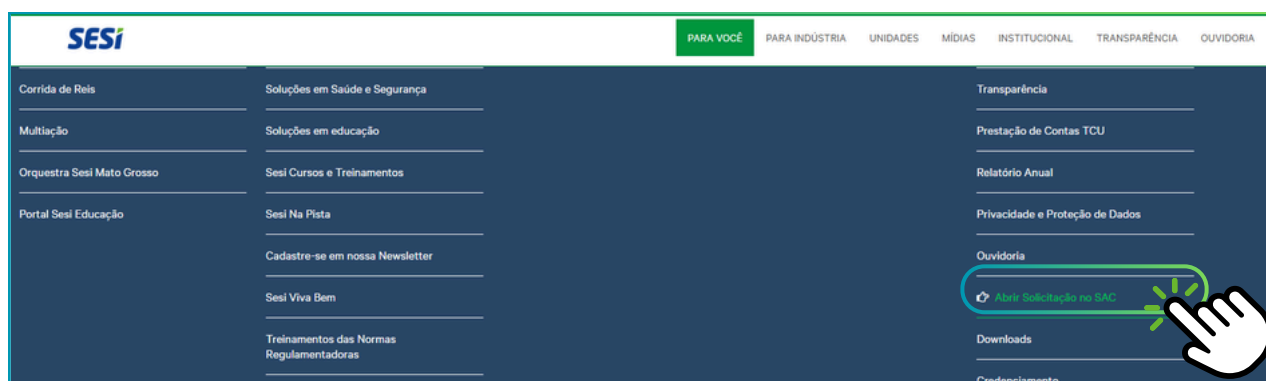 SESI
PARA VOCÊ
PARA INDÚSTRIA
UNIDADES
MÍDIAS
INSTITUCIONAL
TRANSPARÊNCIA
OUVIDORIA
Corrida de Reis
Multiação
Orquestra Sesi Mato Grosso
Portal Sesi Educação
Soluções em Saúde e Segurança
Soluções em educação
Sesi Cursos e Treinamentos
Sesi Na Pista
Cadastre-se em nossa Newsletter
Sesi Viva Bem
Treinamentos das Normas
Regulamentadoras
Transparência
Prestação de Contas TCU
Relatório Anual
Privacidade e Proteção de Dados
Ouvidoria
Abrir Solicitação no SAC
Downloads
Credenciamento